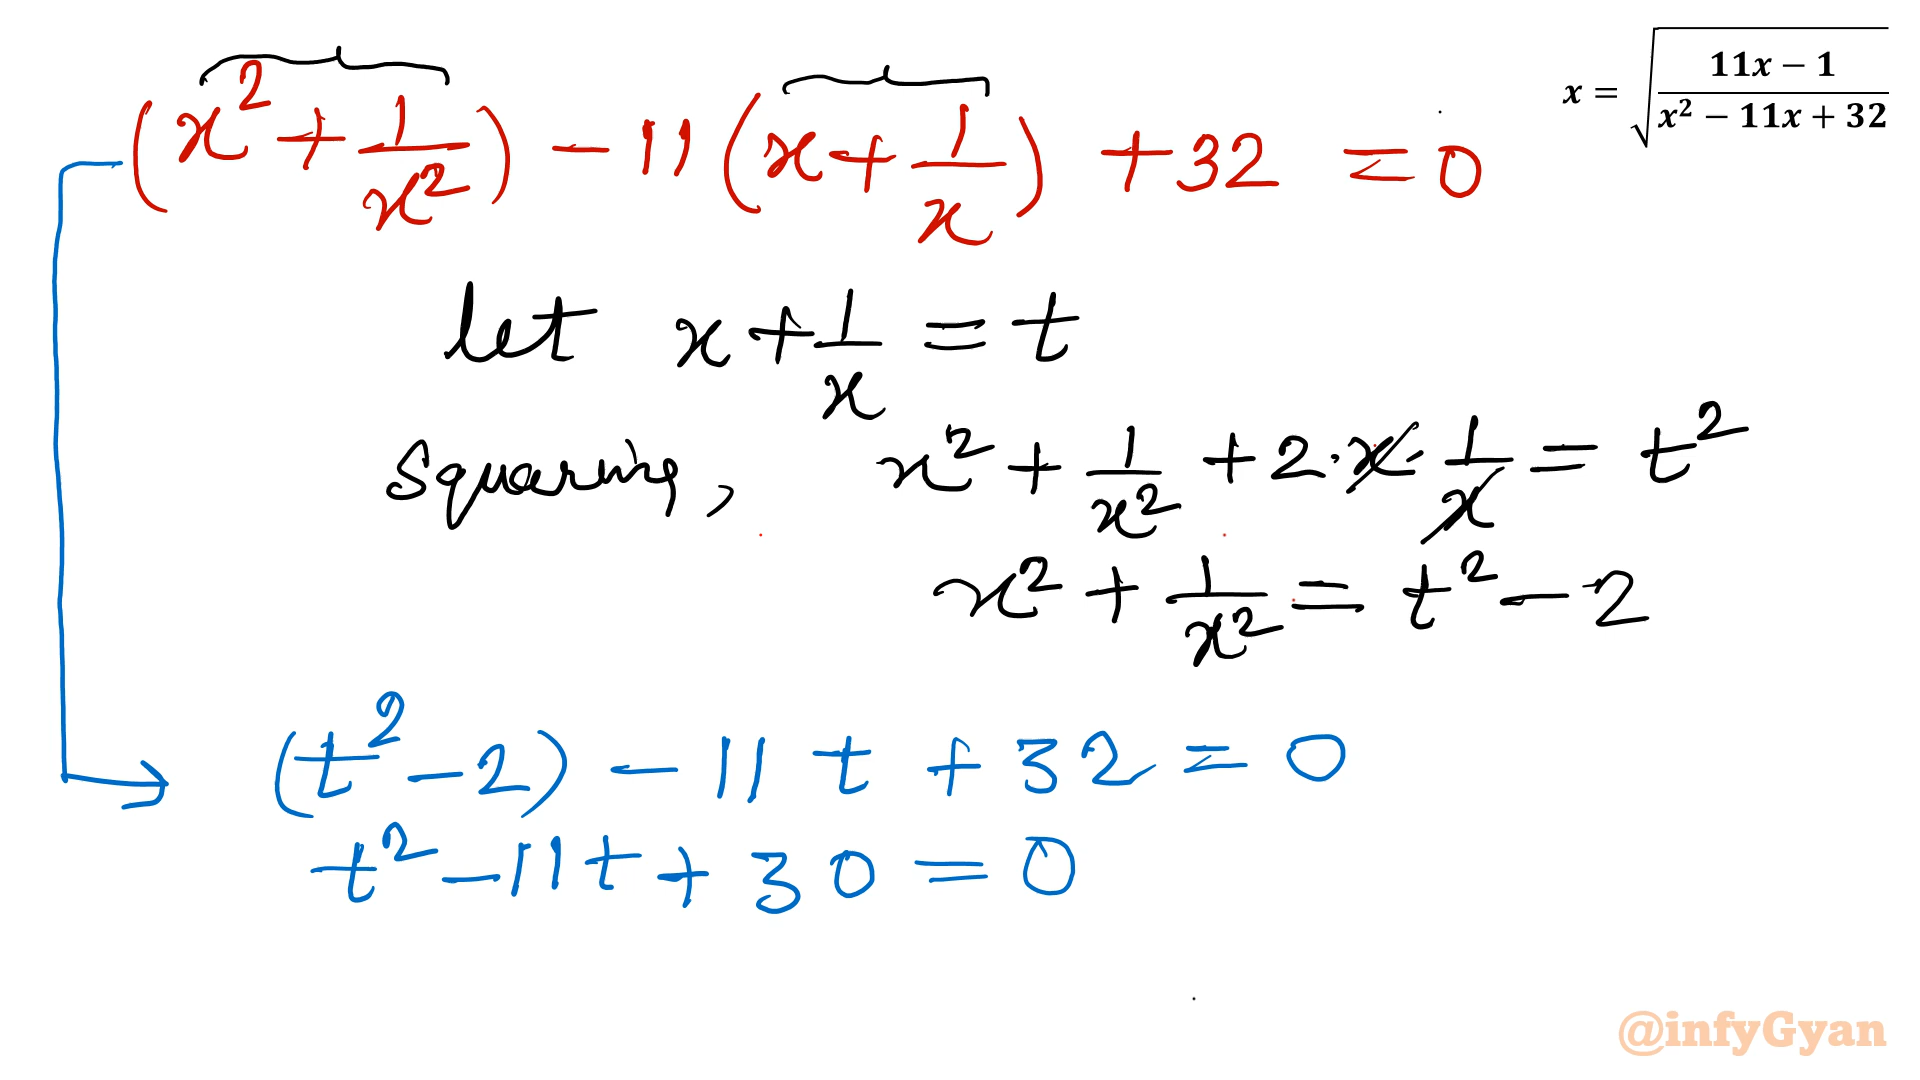 (x² + 1/x²) - 11(x + 1/x) + 32 = 0
x = √((11x − 1)/(x² − 11x + 32))
let x + 1/x = t
Squaring, x² + 1/x² + 2·x·1/x = t²
x² + 1/x² = t² - 2
(t² - 2) - 11t + 32 = 0
t² - 11t + 30 = 0
@infyGyan